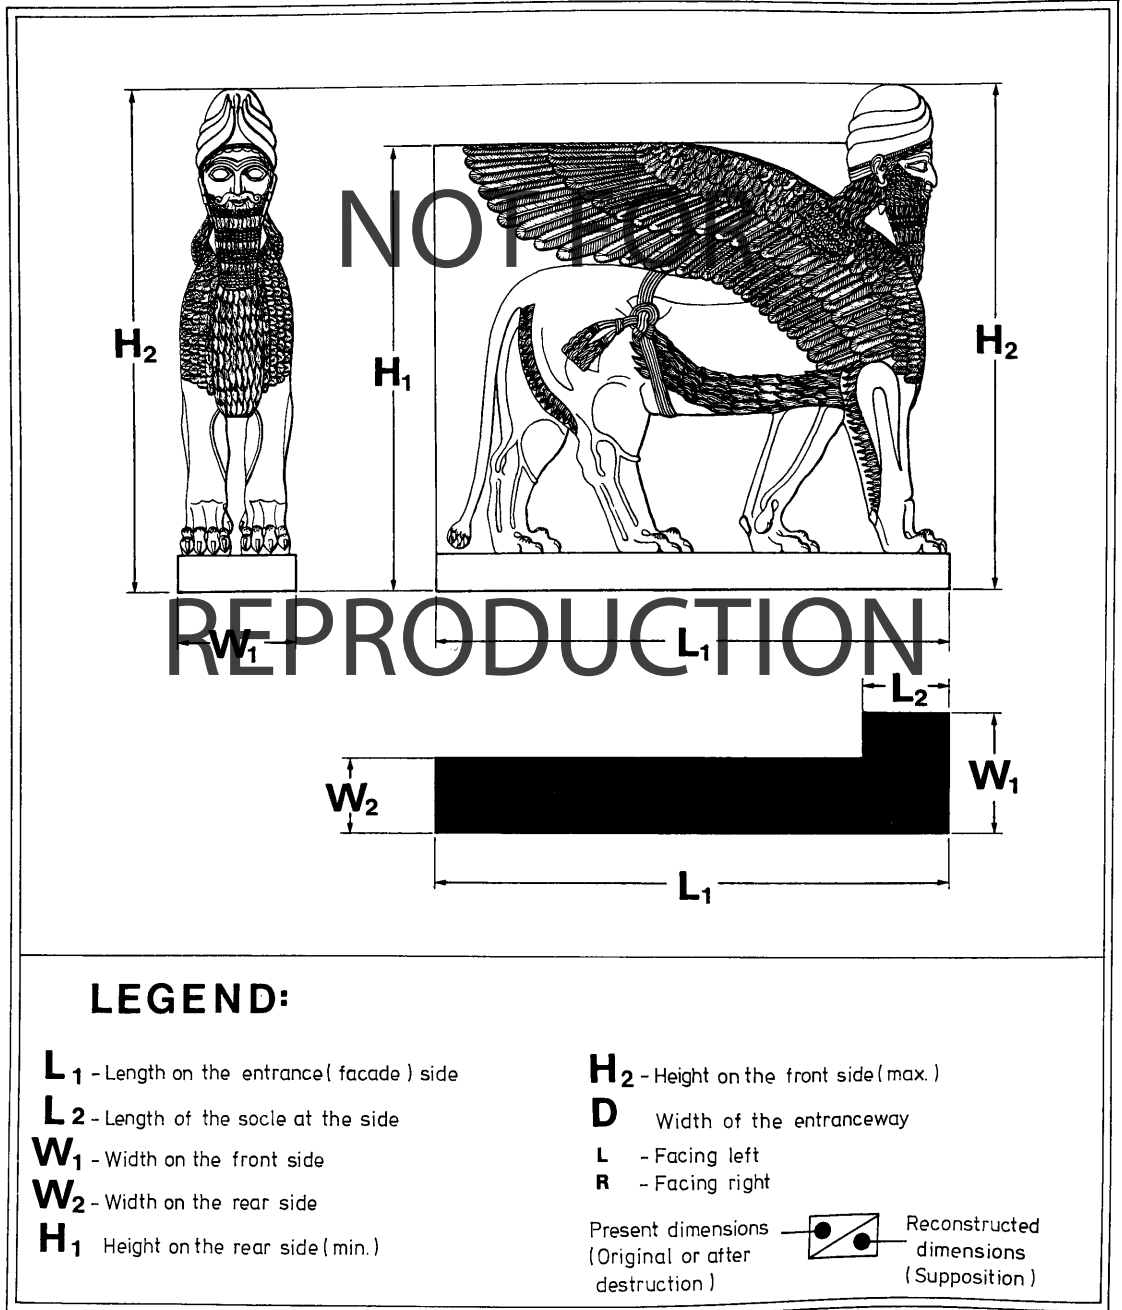 NOT FOR
H2
H1
H2
REPRODUCTION
W1
L1
L2
W2
W1
L1
LEGEND:
L1 - Length on the entrance ( facade ) side
L2 - Length of the socle at the side
W1 - Width on the front side
W2 - Width on the rear side
H1 Height on the rear side ( min. )
H2 - Height on the front side ( max. )
D Width of the entranceway
L - Facing left
R - Facing right
Present dimensions
(Original or after
destruction )
Reconstructed
dimensions
( Supposition )